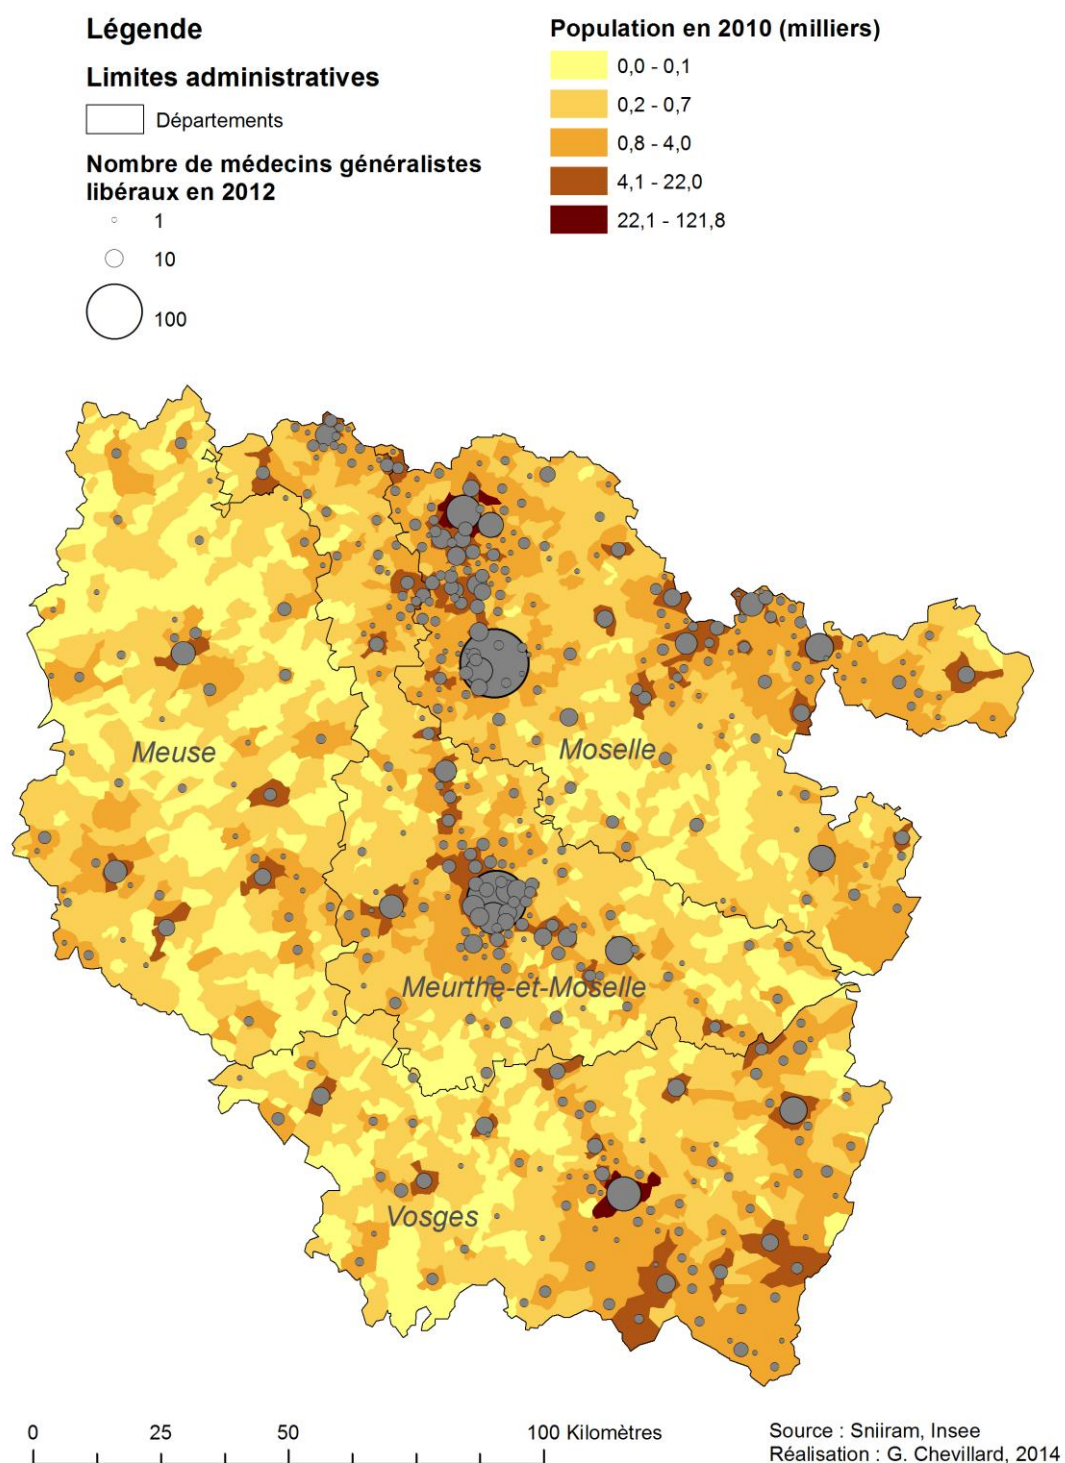 Légende
Limites administratives
Départements
Nombre de médecins généralistes
libéraux en 2012
1
10
100
Population en 2010 (milliers)
0,0 - 0,1
0,2 - 0,7
0,8 - 4,0
4,1 - 22,0
22,1 - 121,8
Meuse
Moselle
Meurthe-et-Moselle
Vosges
0 25 50 100 Kilomètres
Source : Sniiram, Insee
Réalisation : G. Chevillard, 2014